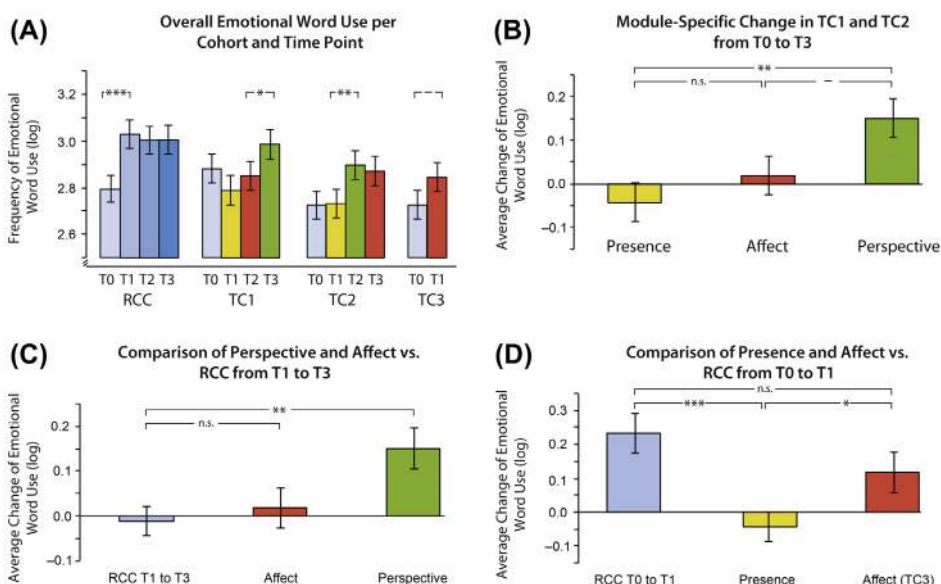 (A)
Overall Emotional Word Use per
Cohort and Time Point
Frequency of Emotional
Word Use (log)
3.2
3.0
2.8
2.6
***
*
**
T0 T1 T2 T3
RCC
T0 T1 T2 T3
TC1
T0 T1 T2 T3
TC2
T0 T1
TC3
(B)
Module-Specific Change in TC1 and TC2
from T0 to T3
Average Change of Emotional
Word Use (log)
0.2
0.1
0.0
−0.1
**
n.s.
–
Presence
Affect
Perspective
(C)
Comparison of Perspective and Affect vs.
RCC from T1 to T3
Average Change of Emotional
Word Use (log)
0.2
0.1
0.0
−0.1
**
n.s.
RCC T1 to T3
Affect
Perspective
(D)
Comparison of Presence and Affect vs.
RCC from T0 to T1
Average Change of Emotional
Word Use (log)
0.3
0.2
0.1
0.0
−0.1
n.s.
***
*
RCC T0 to T1
Presence
Affect (TC3)